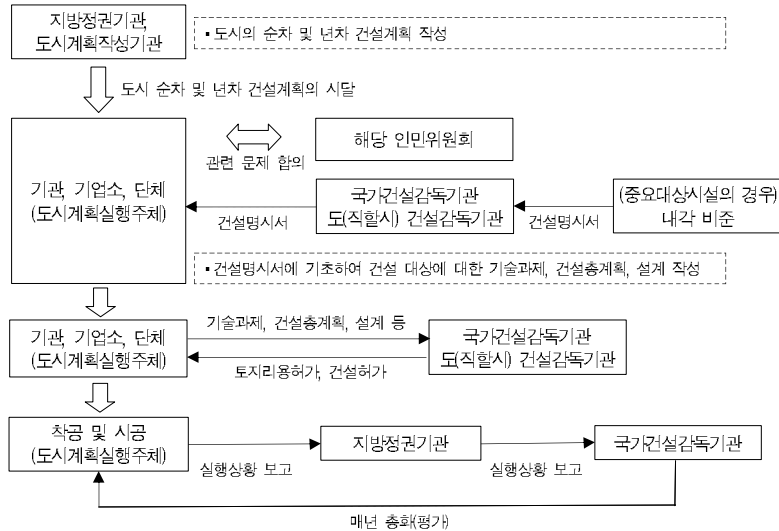 지방정권기관,
도시계획작성기관
▪ 도시의 순차 및 년차 건설계획 작성
도시 순차 및 년차 건설계획의 시달
기관, 기업소, 단체
(도시계획실행주체)
관련 문제 합의
해당 인민위원회
건설명시서
국가건설감독기관
도(직할시) 건설감독기관
건설명시서
(중요대상시설의 경우)
내각 비준
▪ 건설명시서에 기초하여 건설 대상에 대한 기술과제, 건설총계획, 설계 작성
기관, 기업소, 단체
(도시계획실행주체)
기술과제, 건설총계획, 설계 등
토지리용허가, 건설허가
국가건설감독기관
도(직할시) 건설감독기관
착공 및 시공
(도시계획실행주체)
실행상황 보고
지방정권기관
실행상황 보고
국가건설감독기관
매년 총화(평가)